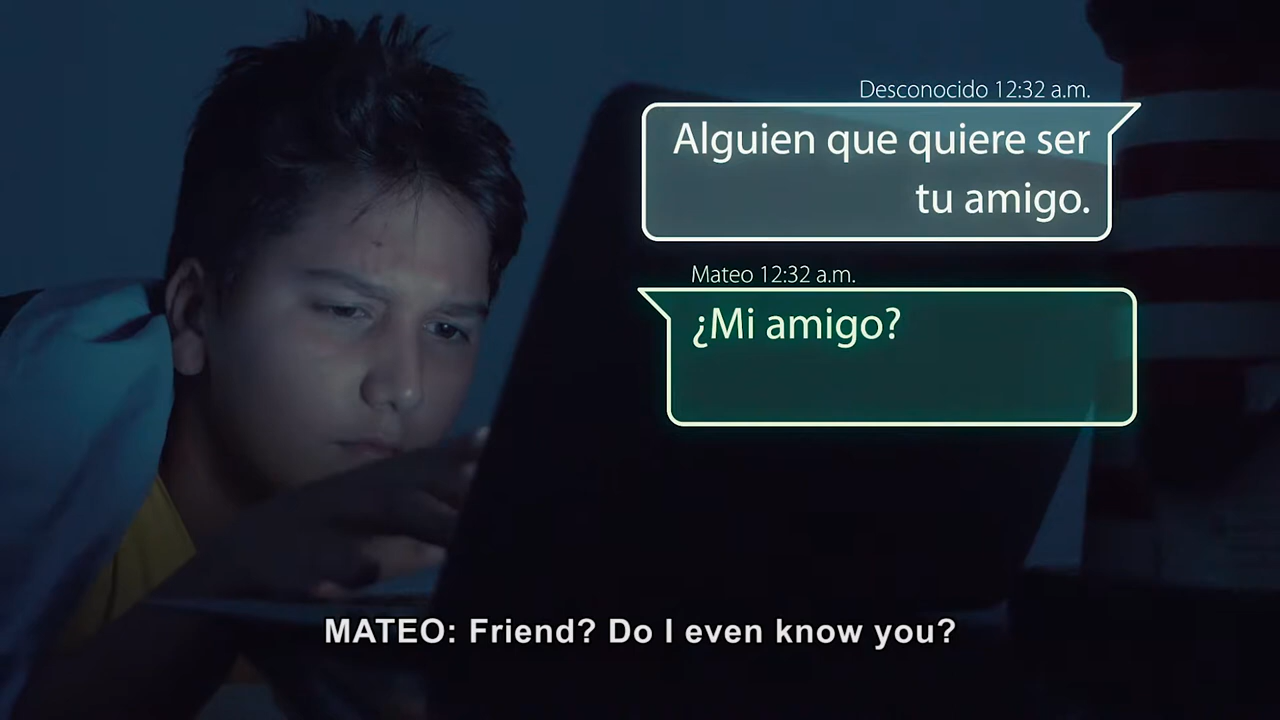 Desconocido 12:32 a.m.
Alguien que quiere ser
tu amigo.
Mateo 12:32 a.m.
¿Mi amigo?
MATEO: Friend? Do I even know you?